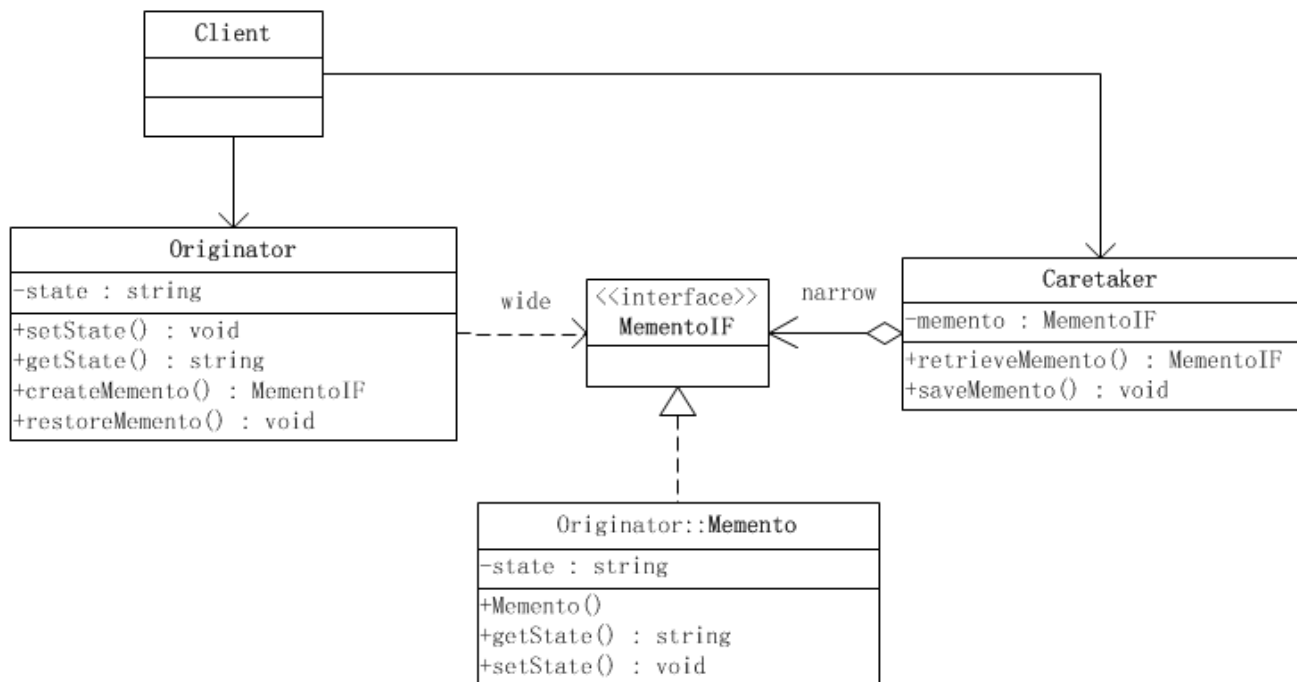 Client
Originator
-state : string
+setState() : void
+getState() : string
+createMemento() : MementoIF
+restoreMemento() : void
wide
<<interface>>
MementoIF
narrow
Caretaker
-memento : MementoIF
+retrieveMemento() : MementoIF
+saveMemento() : void
Originator::Memento
-state : string
+Memento()
+getState() : string
+setState() : void